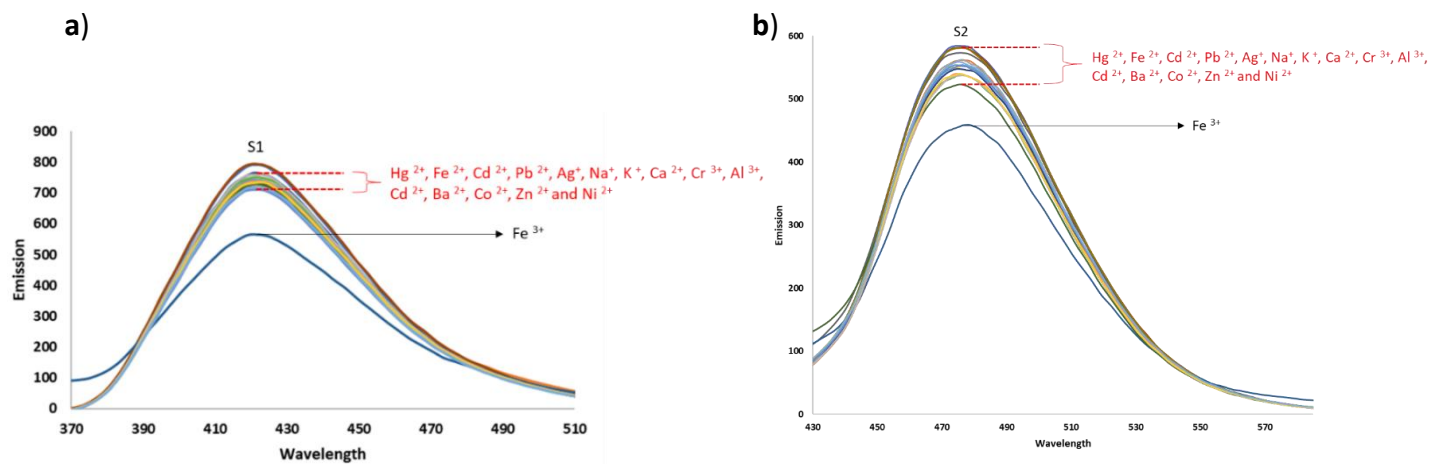 a)
S1
900
800
700
600
500
400
300
200
100
0
Emission
370 390 410 430 450 470 490 510
Wavelength
Hg 2+, Fe 2+, Cd 2+, Pb 2+, Ag+, Na+, K +, Ca 2+, Cr 3+, Al 3+,
Cd 2+, Ba 2+, Co 2+, Zn 2+ and Ni 2+
Fe 3+
b)
S2
600
500
400
300
200
100
0
Emission
430 450 470 490 510 530 550 570
Wavelength
Hg 2+, Fe 2+, Cd 2+, Pb 2+, Ag+, Na+, K +, Ca 2+, Cr 3+, Al 3+,
Cd 2+, Ba 2+, Co 2+, Zn 2+ and Ni 2+
Fe 3+